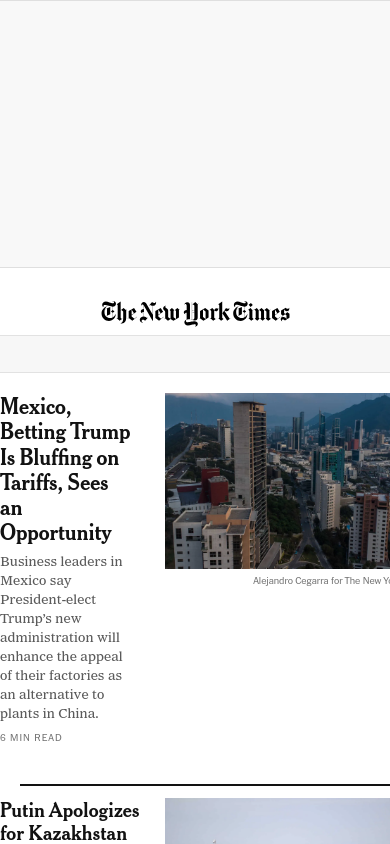 The New York Times
Mexico,
Betting Trump
Is Bluffing on
Tariffs, Sees
an
Opportunity
Business leaders in
Mexico say
President-elect
Trump's new
administration will
enhance the appeal
of their factories as
an alternative to
plants in China.
6 MIN READ
Alejandro Cegarra for The New Yo
Putin Apologizes
for Kazakhstan